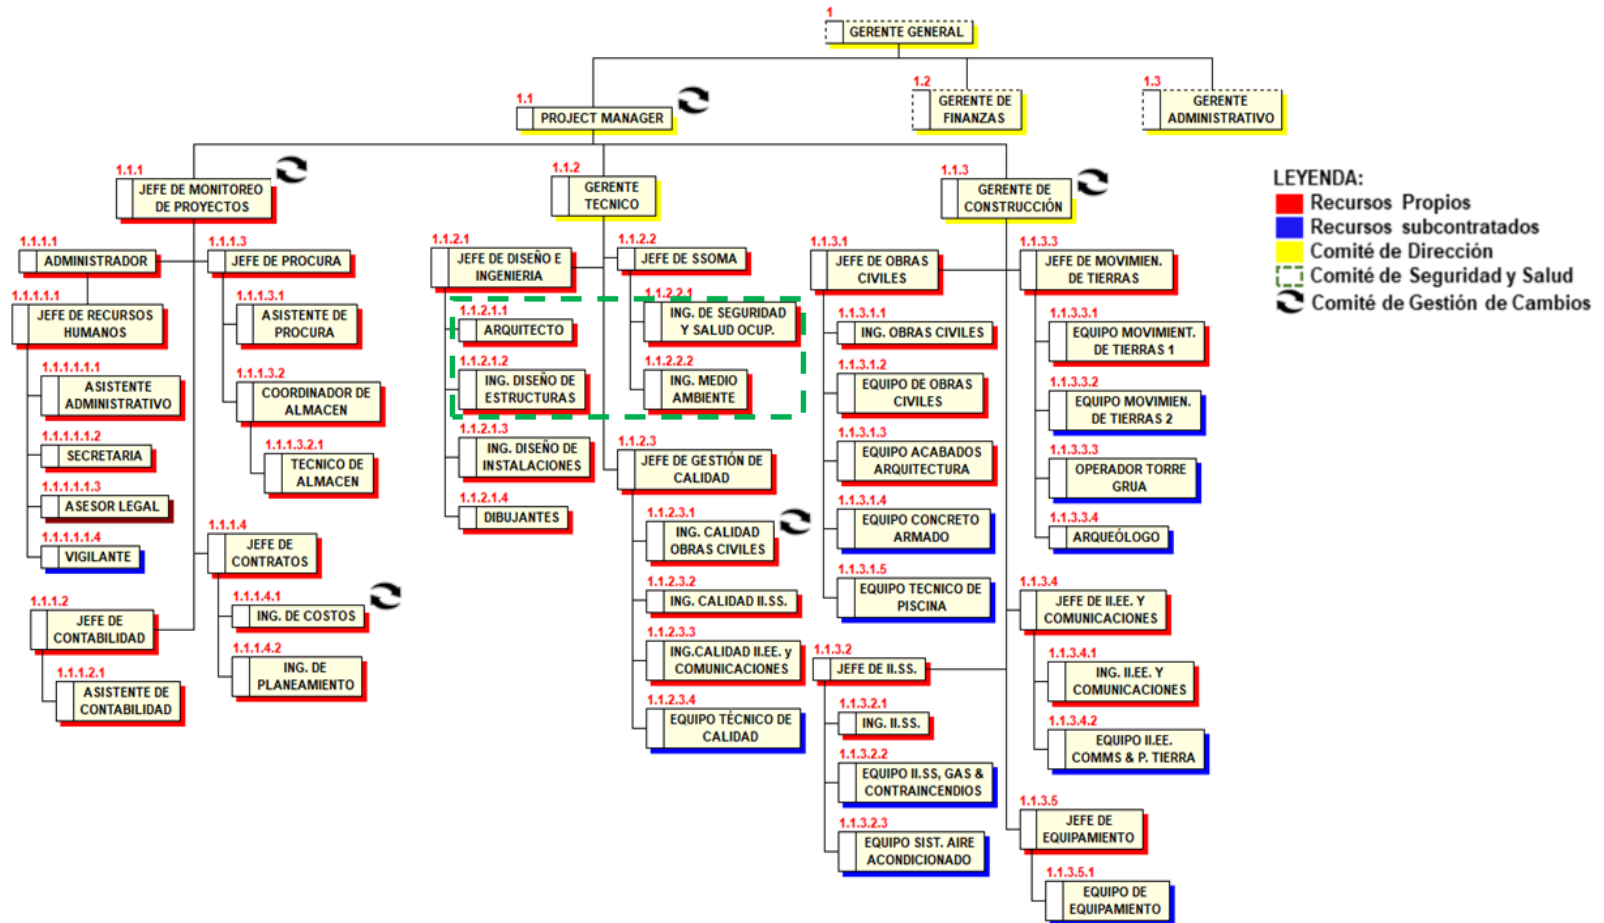 1
GERENTE GENERAL
1.1
PROJECT MANAGER
1.2
GERENTE DE
FINANZAS
1.3
GERENTE
ADMINISTRATIVO
1.1.1
JEFE DE MONITOREO
DE PROYECTOS
1.1.2
GERENTE
TECNICO
1.1.3
GERENTE DE
CONSTRUCCIÓN
LEYENDA:
Recursos Propios
Recursos subcontratados
Comité de Dirección
Comité de Seguridad y Salud
Comité de Gestión de Cambios
1.1.1.1
ADMINISTRADOR
1.1.1.1.1
JEFE DE RECURSOS
HUMANOS
1.1.1.1.1.1
ASISTENTE
ADMINISTRATIVO
1.1.1.1.1.2
SECRETARIA
1.1.1.1.1.3
ASESOR LEGAL
1.1.1.1.1.4
VIGILANTE
1.1.1.2
JEFE DE
CONTABILIDAD
1.1.1.2.1
ASISTENTE DE
CONTABILIDAD
1.1.1.3
JEFE DE PROCURA
1.1.1.3.1
ASISTENTE DE
PROCURA
1.1.1.3.2
COORDINADOR DE
ALMACEN
1.1.1.3.2.1
TECNICO DE
ALMACEN
1.1.1.4
JEFE DE
CONTRATOS
1.1.1.4.1
ING. DE COSTOS
1.1.1.4.2
ING. DE
PLANEAMIENTO
1.1.2.1
JEFE DE DISEÑO E
INGENIERIA
1.1.2.1.1
ARQUITECTO
1.1.2.1.2
ING. DISEÑO DE
ESTRUCTURAS
1.1.2.1.3
ING. DISEÑO DE
INSTALACIONES
1.1.2.1.4
DIBUJANTES
1.1.2.2
JEFE DE SSOMA
1.1.2.2.1
ING. DE SEGURIDAD
Y SALUD OCUP.
1.1.2.2.2
ING. MEDIO
AMBIENTE
1.1.2.3
JEFE DE GESTIÓN DE
CALIDAD
1.1.2.3.1
ING. CALIDAD
OBRAS CIVILES
1.1.2.3.2
ING. CALIDAD II.SS.
1.1.2.3.3
ING.CALIDAD II.EE. y
COMUNICACIONES
1.1.2.3.4
EQUIPO TÉCNICO DE
CALIDAD
1.1.3.1
JEFE DE OBRAS
CIVILES
1.1.3.1.1
ING. OBRAS CIVILES
1.1.3.1.2
EQUIPO DE OBRAS
CIVILES
1.1.3.1.3
EQUIPO ACABADOS
ARQUITECTURA
1.1.3.1.4
EQUIPO CONCRETO
ARMADO
1.1.3.1.5
EQUIPO TECNICO DE
PISCINA
1.1.3.2
JEFE DE II.SS.
1.1.3.2.1
ING. II.SS.
1.1.3.2.2
EQUIPO II.SS, GAS &
CONTRAINCENDIOS
1.1.3.2.3
EQUIPO SIST. AIRE
ACONDICIONADO
1.1.3.3
JEFE DE MOVIMIEN.
DE TIERRAS
1.1.3.3.1
EQUIPO MOVIMIENT.
DE TIERRAS 1
1.1.3.3.2
EQUIPO MOVIMIEN.
DE TIERRAS 2
1.1.3.3.3
OPERADOR TORRE
GRUA
1.1.3.3.4
ARQUEÓLOGO
1.1.3.4
JEFE DE II.EE. Y
COMUNICACIONES
1.1.3.4.1
ING. II.EE. Y
COMUNICACIONES
1.1.3.4.2
EQUIPO II.EE.
COMMS & P. TIERRA
1.1.3.5
JEFE DE
EQUIPAMIENTO
1.1.3.5.1
EQUIPO DE
EQUIPAMIENTO